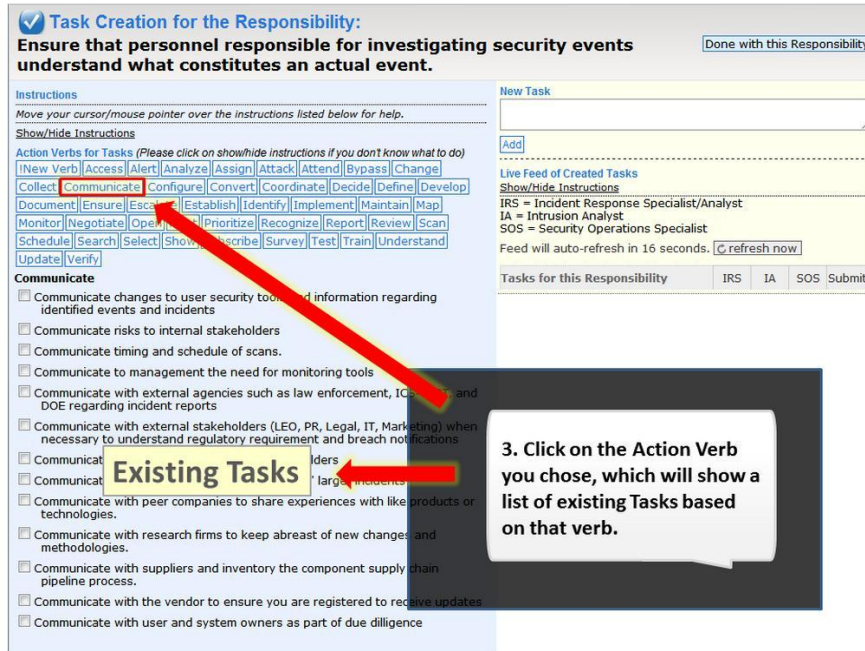 Task Creation for the Responsibility:
Ensure that personnel responsible for investigating security events
understand what constitutes an actual event.
Done with this Responsibility
Instructions
Move your cursor/mouse pointer over the instructions listed below for help.
Show/Hide Instructions
Action Verbs for Tasks (Please click on show/hide instructions if you don't know what to do)
!New Verb Access Alert Analyze Assign Attack Attend Bypass Change
Collect Communicate Configure Convert Coordinate Decide Define Develop
Document Ensure Escalate Establish Identify Implement Maintain Map
Monitor Negotiate Prioritize Recognize Report Review Scan
Schedule Search Select Show Survey Test Train Understand
Update Verify
Communicate
Communicate changes to user security and information regarding
identified events and incidents
Communicate risks to internal stakeholders
Communicate timing and schedule of scans.
Communicate to management the need for monitoring tools
Communicate with external agencies such as law enforcement, and
DOE regarding incident reports
Communicate with external stakeholders (LEO, PR, Legal, IT, Marketing) when
necessary to understand regulatory requirement and breach notifications
Existing Tasks
larger incidents
Communicate with peer companies to share experiences with like products or
technologies.
Communicate with research firms to keep abreast of new changes and
methodologies.
Communicate with suppliers and inventory the component supply chain
pipeline process.
Communicate with the vendor to ensure you are registered to receive updates
Communicate with user and system owners as part of due dilligence
New Task
Add
Live Feed of Created Tasks
Show/Hide Instructions
IRS = Incident Response Specialist/Analyst
IA = Intrusion Analyst
SOS = Security Operations Specialist
Feed will auto-refresh in 16 seconds. refresh now
Tasks for this Responsibility IRS IA SOS Submit
3. Click on the Action Verb
you chose, which will show a
list of existing Tasks based
on that verb.